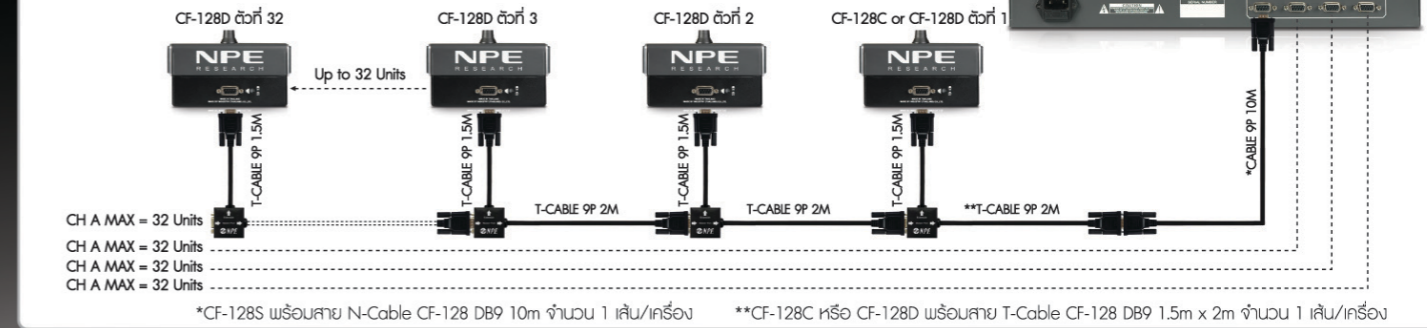 CF-128D ตัวที่ 32
CF-128D ตัวที่ 3
CF-128D ตัวที่ 2
CF-128C or CF-128D ตัวที่ 1
CAUTION
SERIAL NUMBER
NPE
RESEARCH
NPE
RESEARCH
NPE
RESEARCH
NPE
RESEARCH
Up to 32 Units
T-CABLE 9P 1.5M
T-CABLE 9P 1.5M
T-CABLE 9P 1.5M
T-CABLE 9P 1.5M
*CABLE 9P 10M
T-CABLE 9P 2M
T-CABLE 9P 2M
**T-CABLE 9P 2M
NPE
NPE
NPE
NPE
CH A MAX = 32 Units
CH A MAX = 32 Units
CH A MAX = 32 Units
CH A MAX = 32 Units
*CF-128S พร้อมสาย N-Cable CF-128 DB9 10m จำนวน 1 เส้น/เครื่อง
**CF-128C หรือ CF-128D พร้อมสาย T-Cable CF-128 DB9 1.5m x 2m จำนวน 1 เส้น/เครื่อง